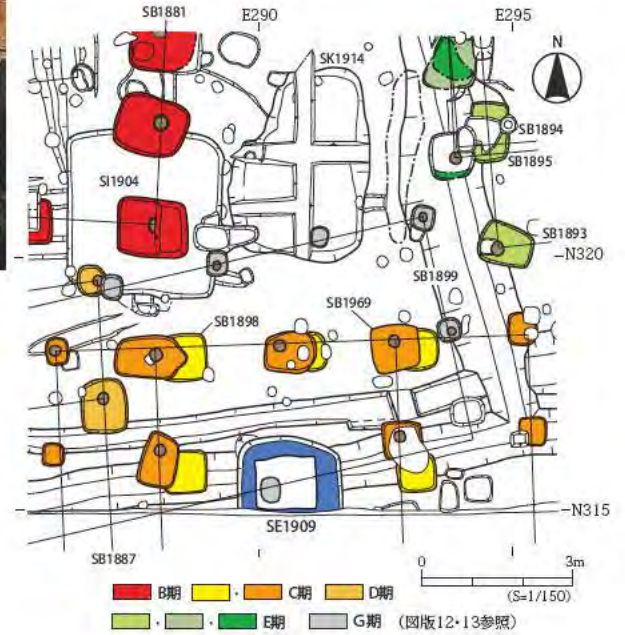 SB1881
E290
E295
N
SK1914
SB1894
SB1895
SI1904
SB1893
N320
SB1899
SB1969
SB1898
N315
SE1909
SB1887
0 3m
(S=1/150)
B期 ・ C期 D期
・ ・ E期 G期 (図版12・13参照)